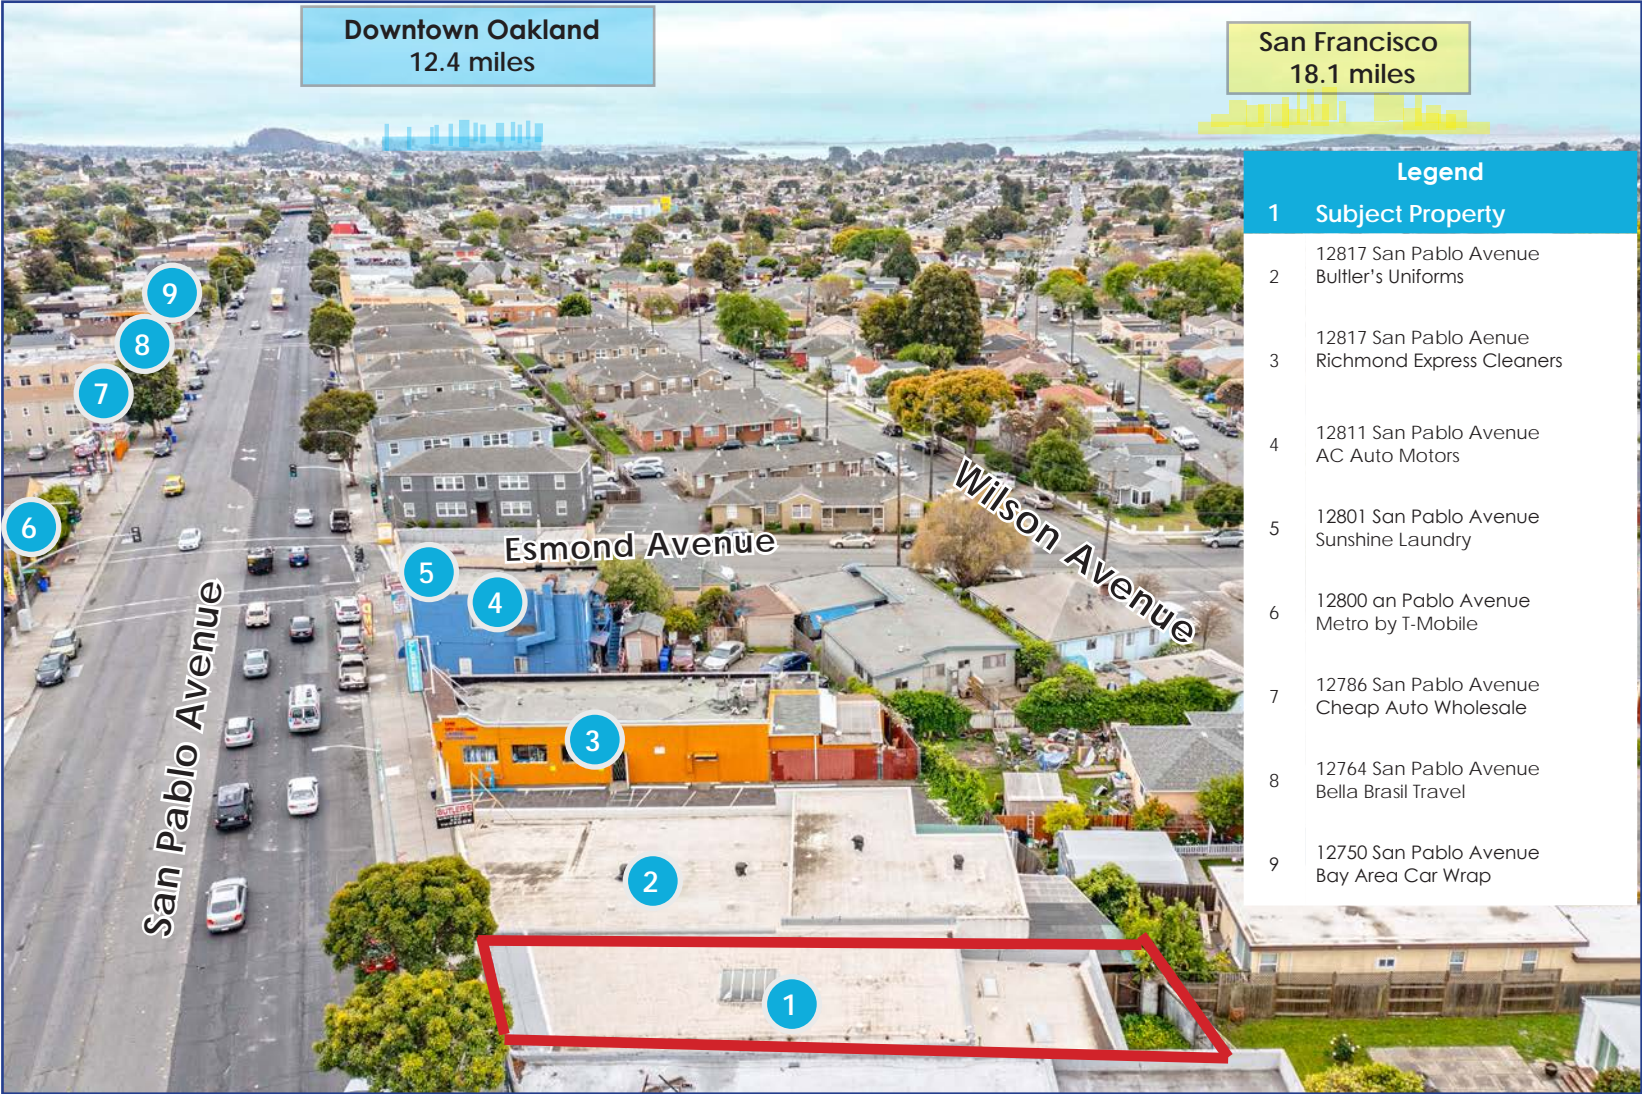 Downtown Oakland
12.4 miles
San Francisco
18.1 miles
Legend
1 Subject Property
2 12817 San Pablo Avenue
Bultler's Uniforms
3 12817 San Pablo Aenue
Richmond Express Cleaners
4 12811 San Pablo Avenue
AC Auto Motors
5 12801 San Pablo Avenue
Sunshine Laundry
6 12800 an Pablo Avenue
Metro by T-Mobile
7 12786 San Pablo Avenue
Cheap Auto Wholesale
8 12764 San Pablo Avenue
Bella Brasil Travel
9 12750 San Pablo Avenue
Bay Area Car Wrap
9
8
7
6
5
4
3
2
1
Esmond Avenue
Wilson Avenue
San Pablo Avenue
BUTLER'S